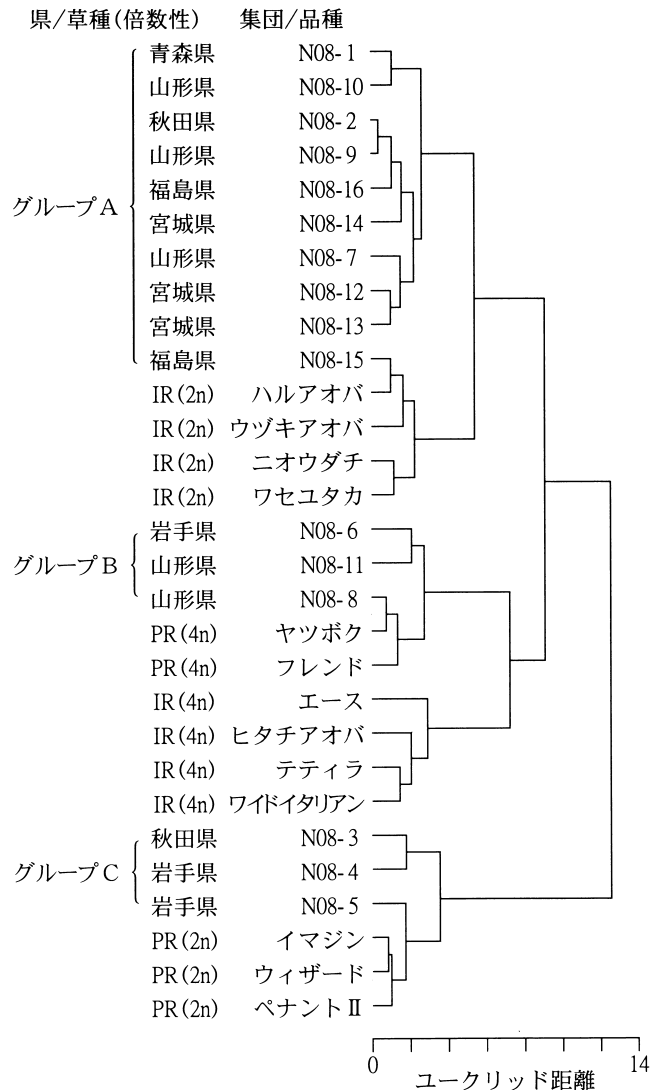 県/草種(倍数性) 集団/品種
青森県 N08-1
山形県 N08-10
秋田県 N08-2
山形県 N08-9
福島県 N08-16
グループA
宮城県 N08-14
山形県 N08-7
宮城県 N08-12
宮城県 N08-13
福島県 N08-15
IR(2n) ハルアオバ
IR(2n) ウヅキアオバ
IR(2n) ニオウダチ
IR(2n) ワセユタカ
岩手県 N08-6
グループB 山形県 N08-11
山形県 N08-8
PR(4n) ヤツボク
PR(4n) フレンド
IR(4n) エース
IR(4n) ヒタチアオバ
IR(4n) テティラ
IR(4n) ワイドイタリアン
秋田県 N08-3
グループC 岩手県 N08-4
岩手県 N08-5
PR(2n) イマジン
PR(2n) ウィザード
PR(2n) ペナントⅡ
0 14
ユークリッド距離